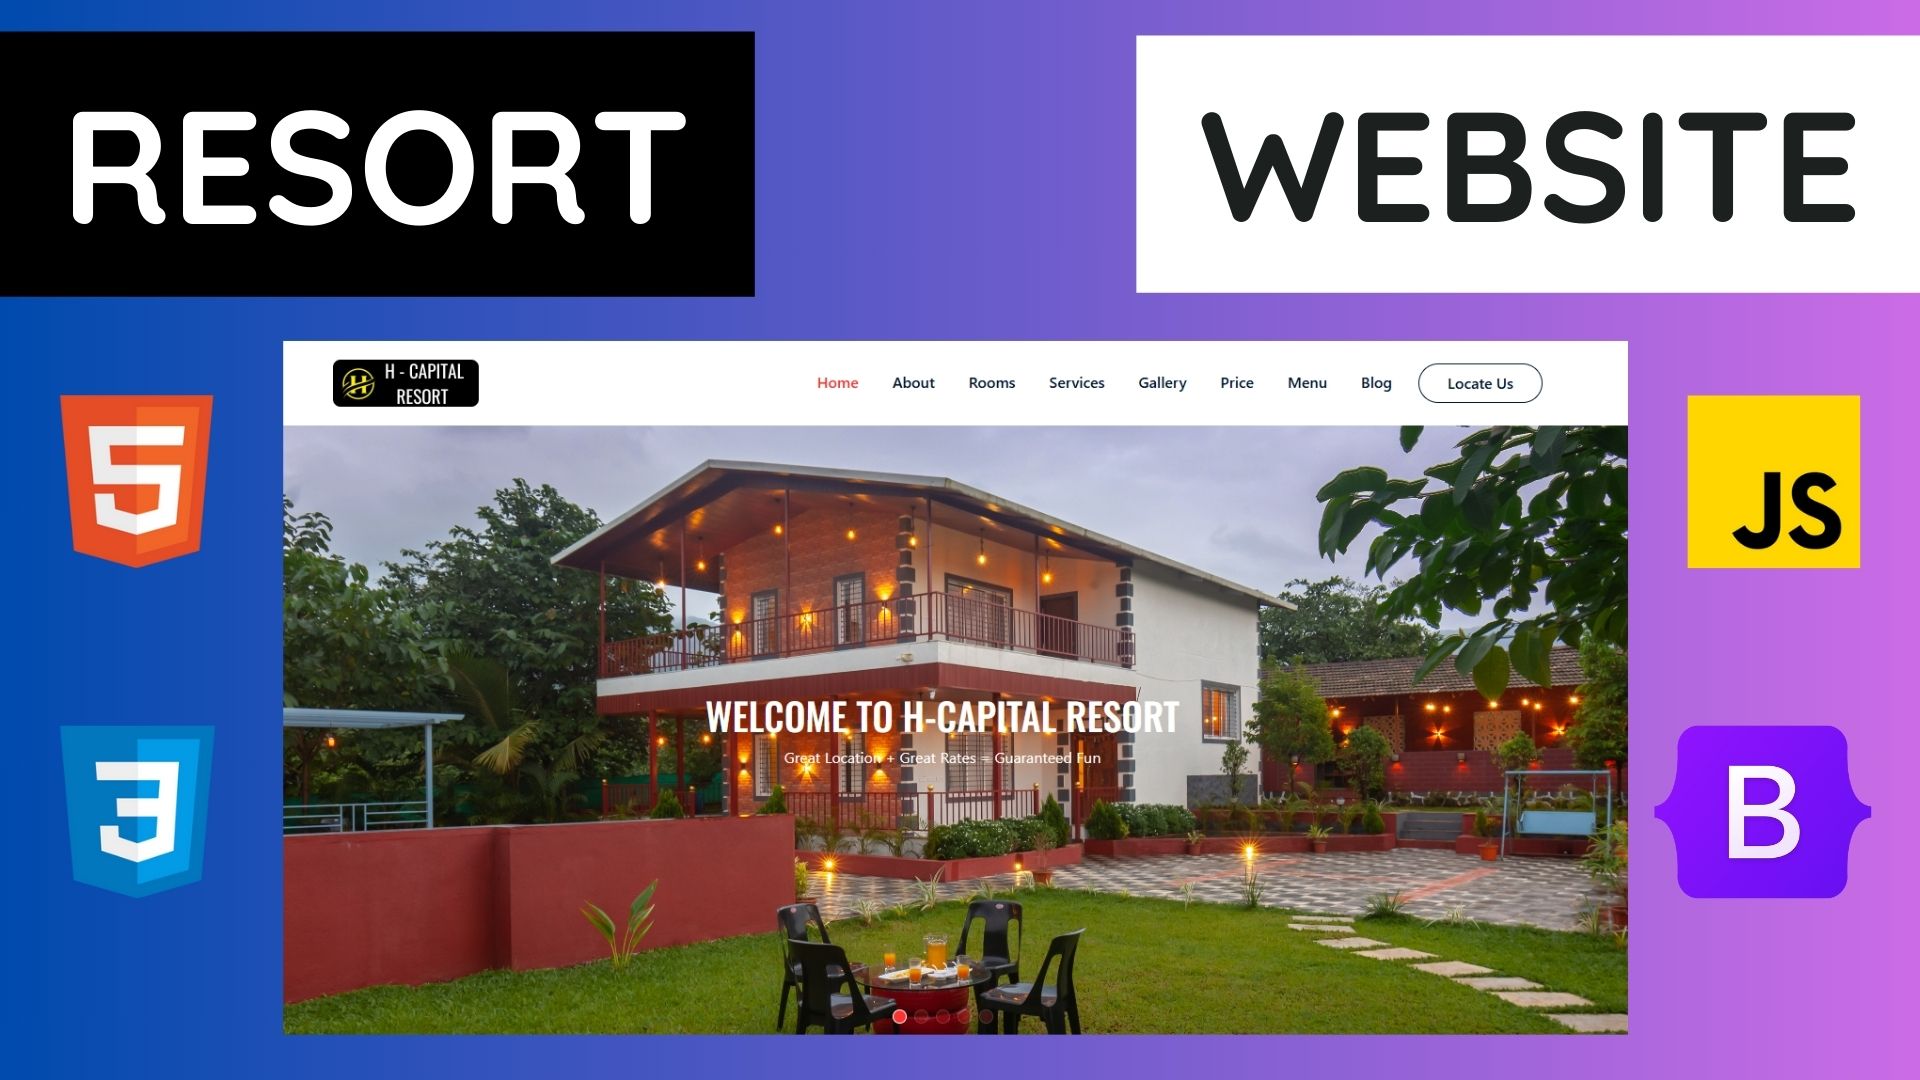 RESORT
WEBSITE
H - CAPITAL
RESORT
Home About Rooms Services Gallery Price Menu Blog Locate Us
5
JS
WELCOME TO H-CAPITAL RESORT
Great Location + Great Rates = Guaranteed Fun
3
B